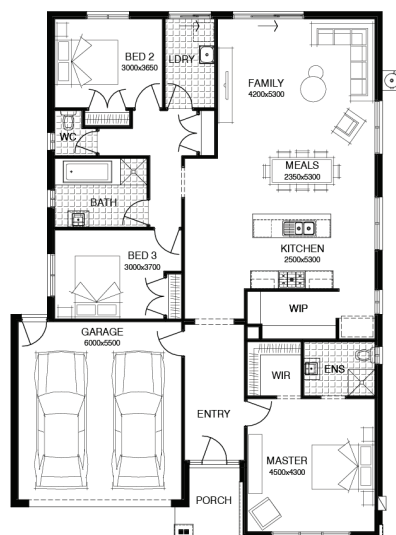 BED 2
3000x3650
LDRY
FAMILY
4200x5300
WC
MEALS
2350x5300
BATH
KITCHEN
2500x5300
BED 3
3000x3700
WIP
GARAGE
6000x5500
WIR
ENS
ENTRY
MASTER
4500x4300
PORCH